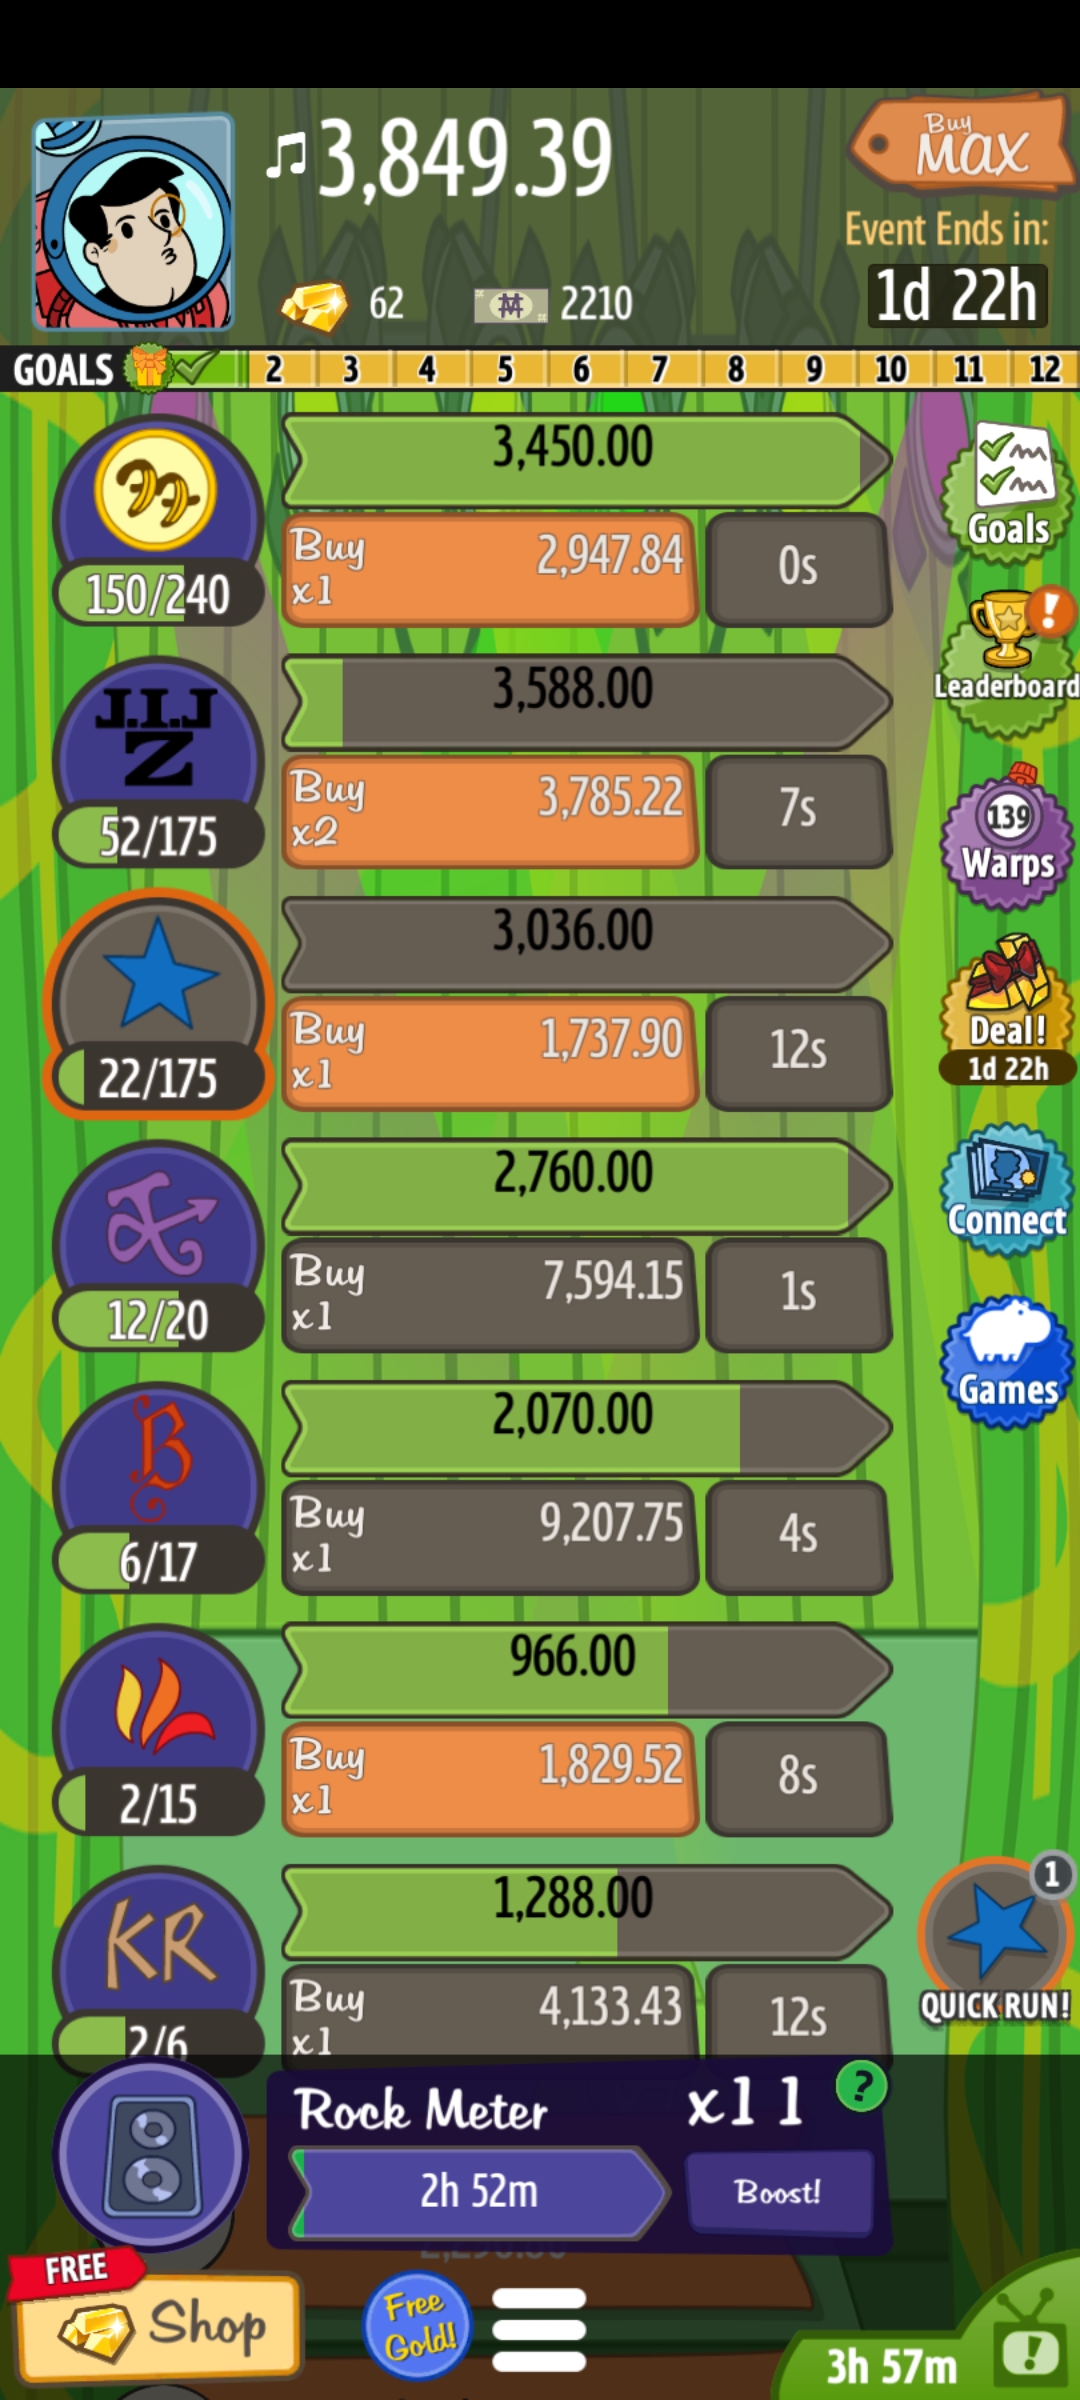 3,849.39
Buy
MAX
62
2210
Event Ends in:
1d 22h
GOALS 2 3 4 5 6 7 8 9 10 11 12
3,450.00
Buy
x1
2,947.84
0s
150/240
Goals
J.I.J
Z
3,588.00
Buy
x2
3,785.22
7s
52/175
Leaderboard
139
Warps
3,036.00
Buy
x1
1,737.90
12s
22/175
Deal!
1d 22h
2,760.00
Buy
x1
7,594.15
1s
12/20
Connect
B
2,070.00
Buy
x1
9,207.75
4s
6/17
Games
966.00
Buy
x1
1,829.52
8s
2/15
KR
1,288.00
Buy
x1
4,133.43
12s
2/6
1
QUICK RUN!
Rock Meter
x11
?
2h 52m
Boost!
FREE
Shop
Free
Gold!
3h 57m